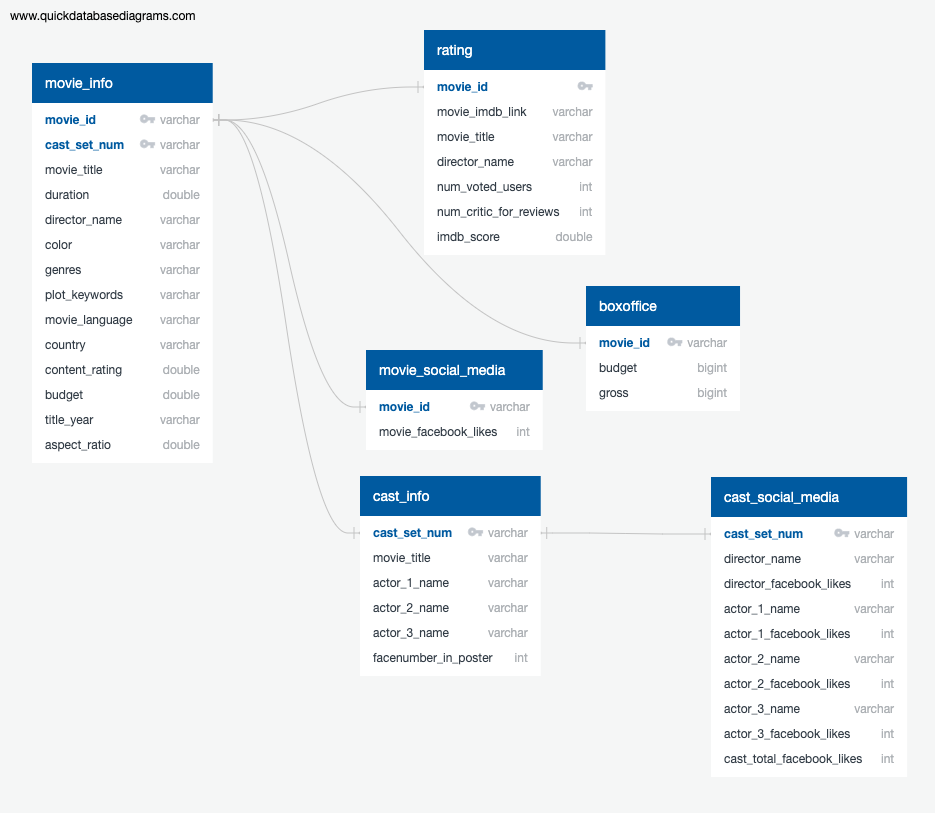 www.quickdatabasediagrams.com
movie_info
movie_id varchar
cast_set_num varchar
movie_title varchar
duration double
director_name varchar
color varchar
genres varchar
plot_keywords varchar
movie_language varchar
country varchar
content_rating double
budget double
title_year varchar
aspect_ratio double
rating
movie_id
movie_imdb_link varchar
movie_title varchar
director_name varchar
num_voted_users int
num_critic_for_reviews int
imdb_score double
boxoffice
movie_id varchar
budget bigint
gross bigint
movie_social_media
movie_id varchar
movie_facebook_likes int
cast_info
cast_set_num varchar
movie_title varchar
actor_1_name varchar
actor_2_name varchar
actor_3_name varchar
facenumber_in_poster int
cast_social_media
cast_set_num varchar
director_name varchar
director_facebook_likes int
actor_1_name varchar
actor_1_facebook_likes int
actor_2_name varchar
actor_2_facebook_likes int
actor_3_name varchar
actor_3_facebook_likes int
cast_total_facebook_likes int